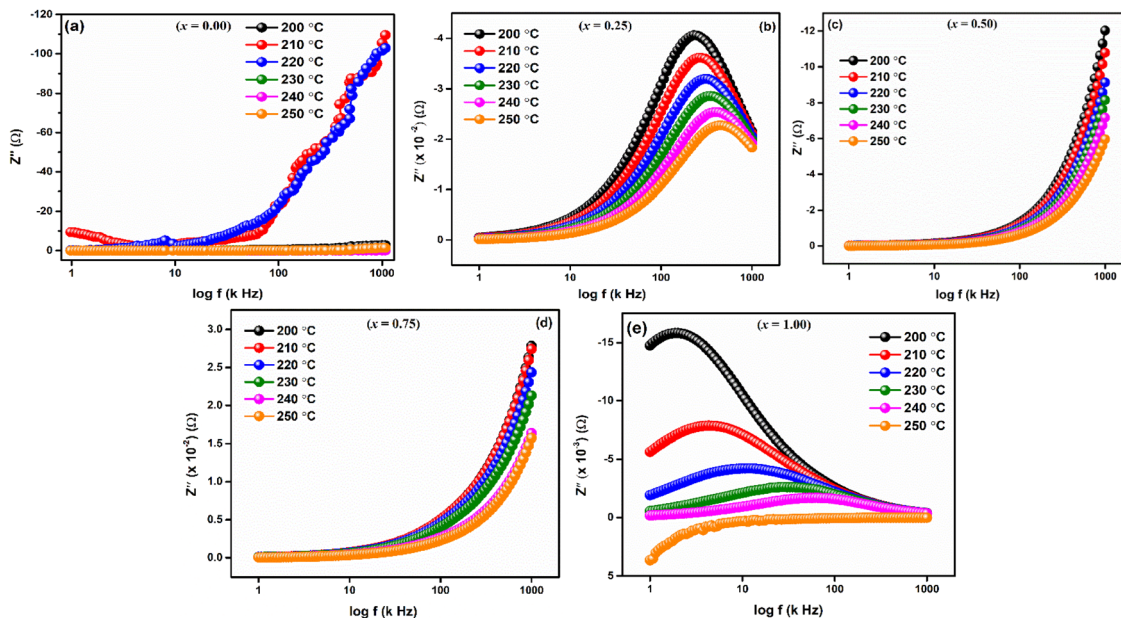 (a)
(x = 0.00)
200 °C
210 °C
220 °C
230 °C
240 °C
250 °C
-120
-100
-80
-60
-40
-20
0
Z'' (Ω)
1
10
100
1000
log f (k Hz)
(b)
(x = 0.25)
200 °C
210 °C
220 °C
230 °C
240 °C
250 °C
-4
-3
-2
-1
0
Z'' (x 10 -2) (Ω)
1
10
100
1000
log f (k Hz)
(c)
(x = 0.50)
200 °C
210 °C
220 °C
230 °C
240 °C
250 °C
-12
-10
-8
-6
-4
-2
0
Z'' (x 10-2) (Ω)
1
10
100
1000
log f (k Hz)
(d)
(x = 0.75)
200 °C
210 °C
220 °C
230 °C
240 °C
250 °C
3.0
2.5
2.0
1.5
1.0
0.5
0.0
Z'' (x 10-2) (Ω)
1
10
100
1000
log f (k Hz)
(e)
(x = 1.00)
200 °C
210 °C
220 °C
230 °C
240 °C
250 °C
-15
-10
-5
0
5
Z'' (x 10-3) (Ω)
1
10
100
1000
log f (k Hz)